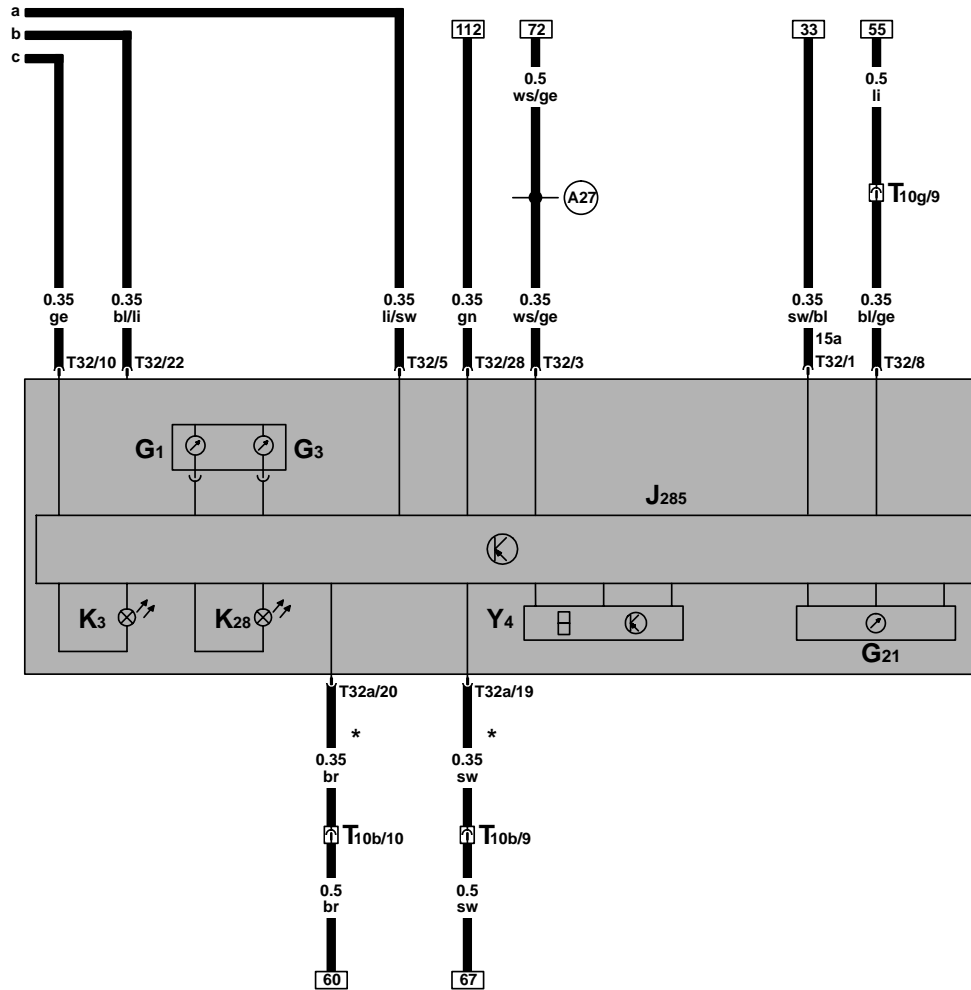 a
b
c
112
72
33
55
0.5
ws/ge
0.5
li
A27
T10g/9
0.35
ge
0.35
bl/li
0.35
li/sw
0.35
gn
0.35
ws/ge
0.35
sw/bl
0.35
bl/ge
15a
T32/10
T32/22
T32/5
T32/28
T32/3
T32/1
T32/8
G1
G3
J285
K3
K28
Y4
G21
T32a/20
T32a/19
*
*
0.35
br
0.35
sw
T10b/10
T10b/9
0.5
br
0.5
sw
60
67